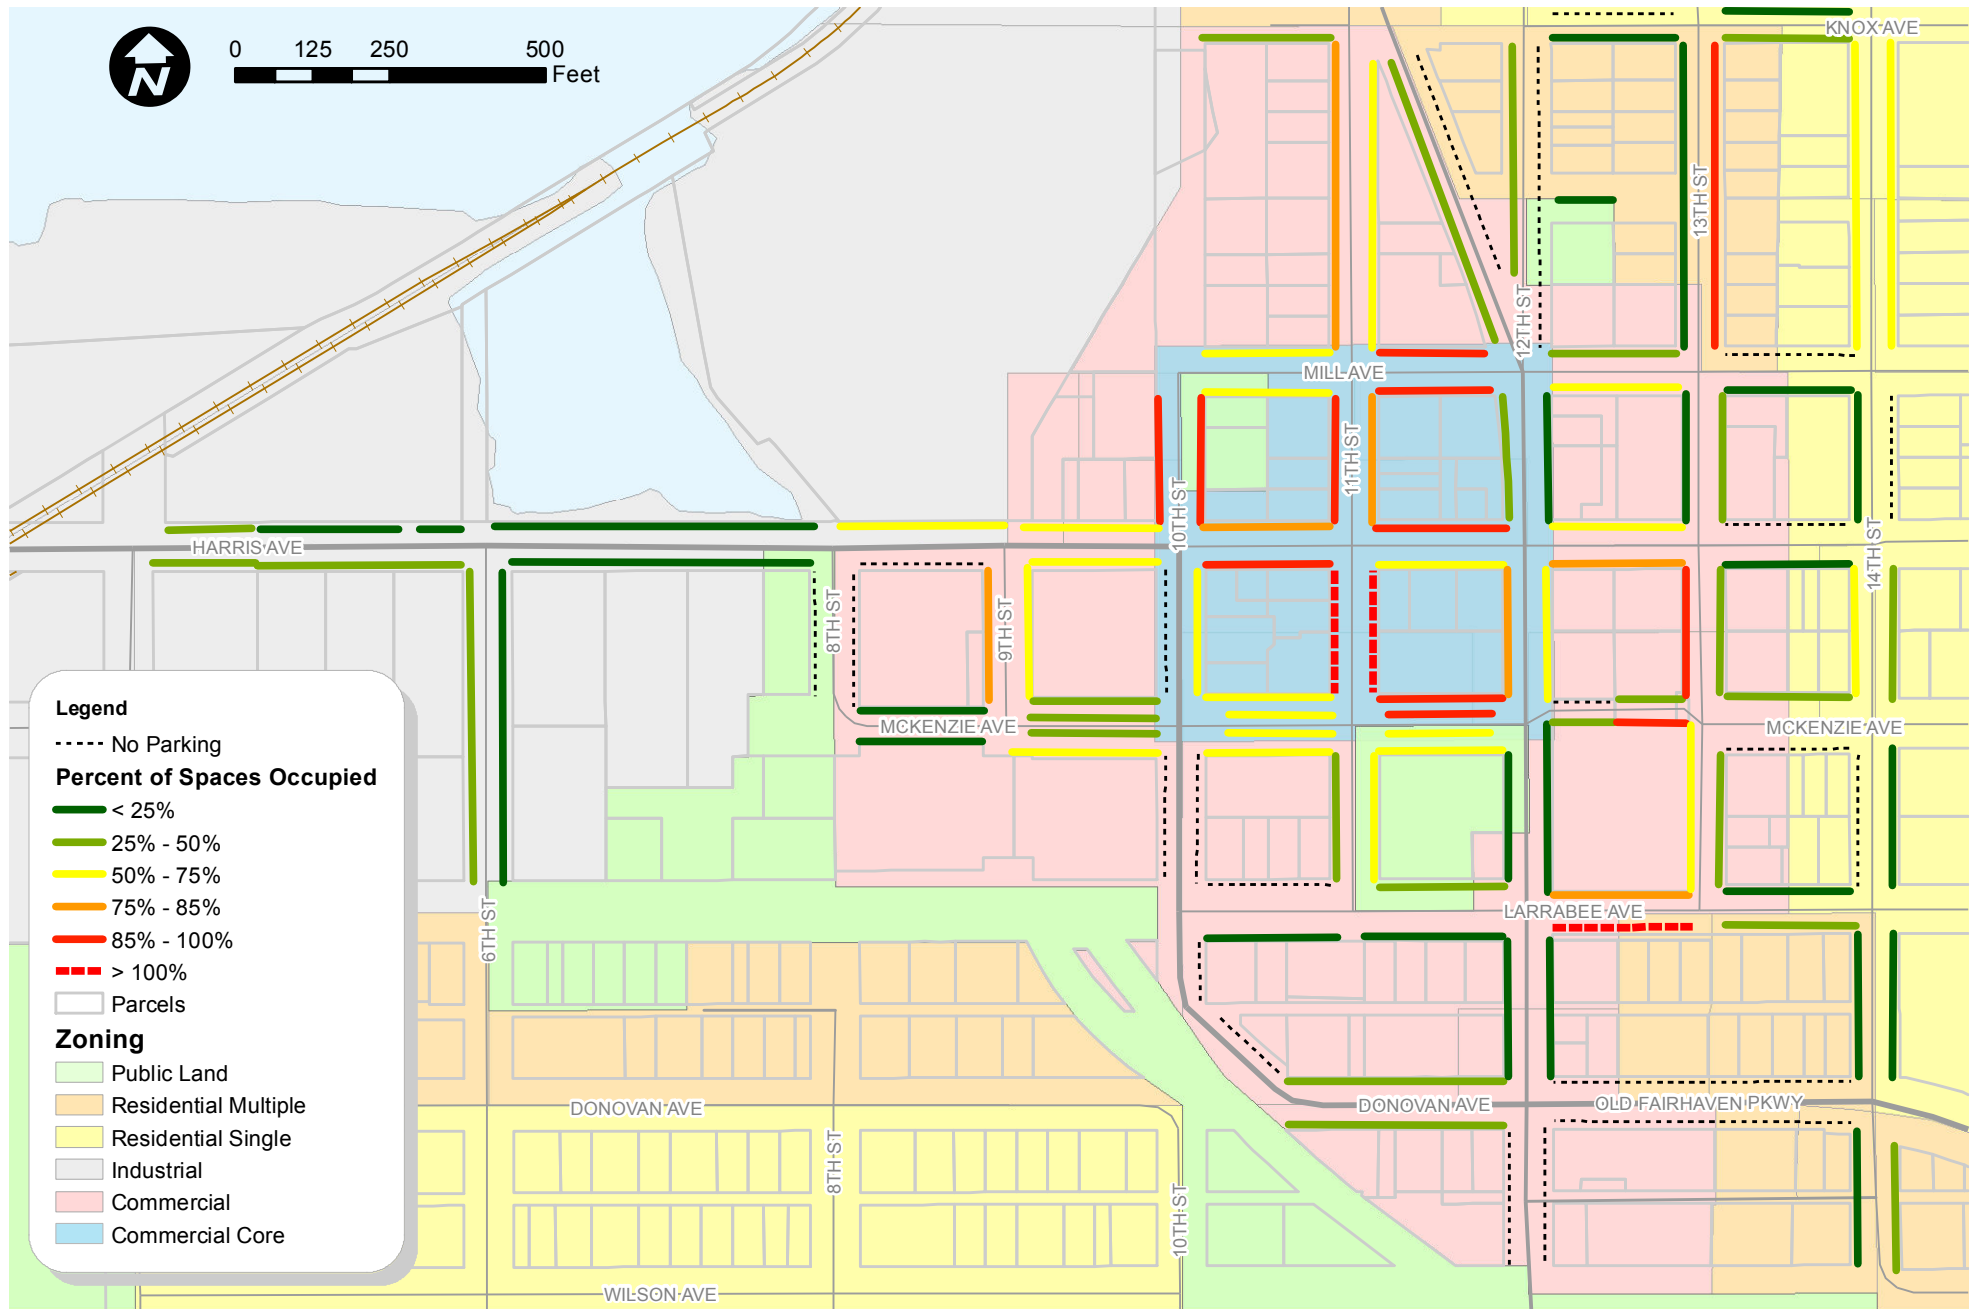 KNOX AVE
0 125 250 500
Feet
N
13TH ST
12TH ST
MILL AVE
11TH ST
10TH ST
HARRIS AVE
14TH ST
8TH ST
9TH ST
MCKENZIE AVE
MCKENZIE AVE
Legend
No Parking
Percent of Spaces Occupied
< 25%
25% - 50%
50% - 75%
75% - 85%
85% - 100%
> 100%
Parcels
Zoning
Public Land
Residential Multiple
Residential Single
Industrial
Commercial
Commercial Core
LARRABEE AVE
6TH ST
DONOVAN AVE
DONOVAN AVE
OLD FAIRHAVEN PKWY
8TH ST
10TH ST
WILSON AVE